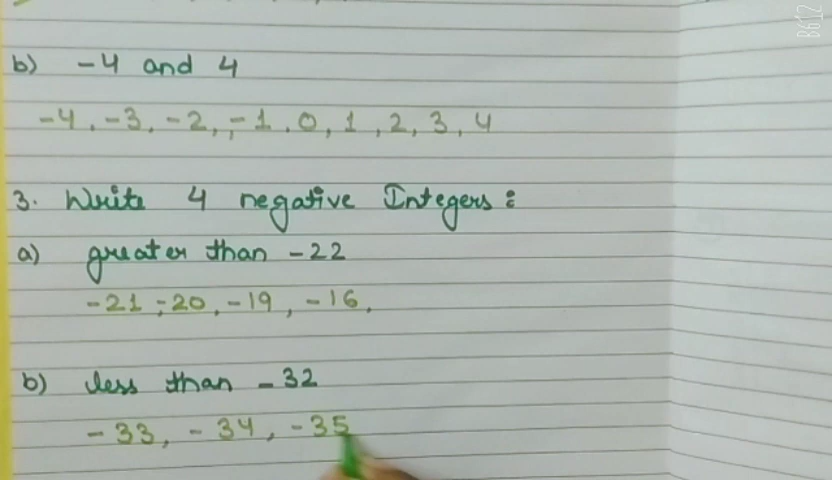 b) -4 and 4
-4, -3, -2, -1, 0, 1, 2, 3, 4
3. Write 4 negative Integers :
a) greater than -22
-21, -20, -19, -16,
b) less than -32
-33, -34, -35
B612